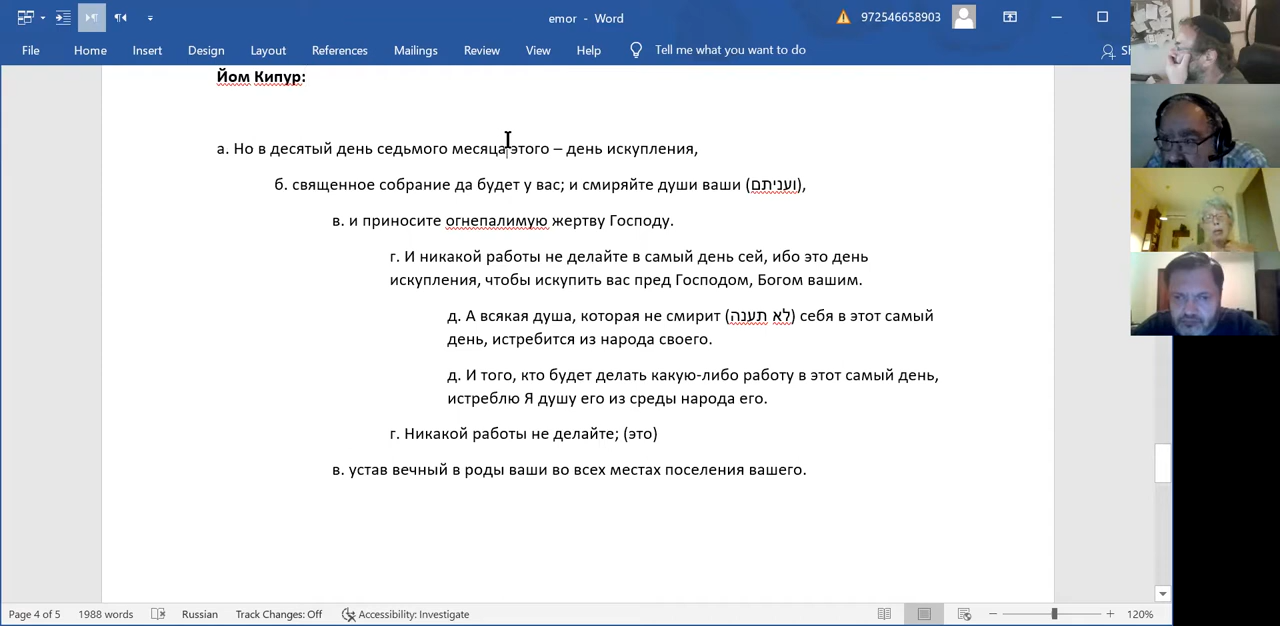 emor - Word
972546658903
File Home Insert Design Layout References Mailings Review View Help Tell me what you want to do
Йом Кипур:
а. Но в десятый день седьмого месяца этого – день искупления,
б. священное собрание да будет у вас; и смиряйте души ваши (ועניתם),
в. и приносите огнепалимую жертву Господу.
г. И никакой работы не делайте в самый день сей, ибо это день
искупления, чтобы искупить вас пред Господом, Богом вашим.
д. А всякая душа, которая не смирит (לא תענה) себя в этот самый
день, истребится из народа своего.
д. И того, кто будет делать какую-либо работу в этот самый день,
истреблю Я душу его из среды народа его.
г. Никакой работы не делайте; (это)
в. устав вечный в роды ваши во всех местах поселения вашего.
Page 4 of 5 1988 words Russian Track Changes: Off Accessibility: Investigate 120%